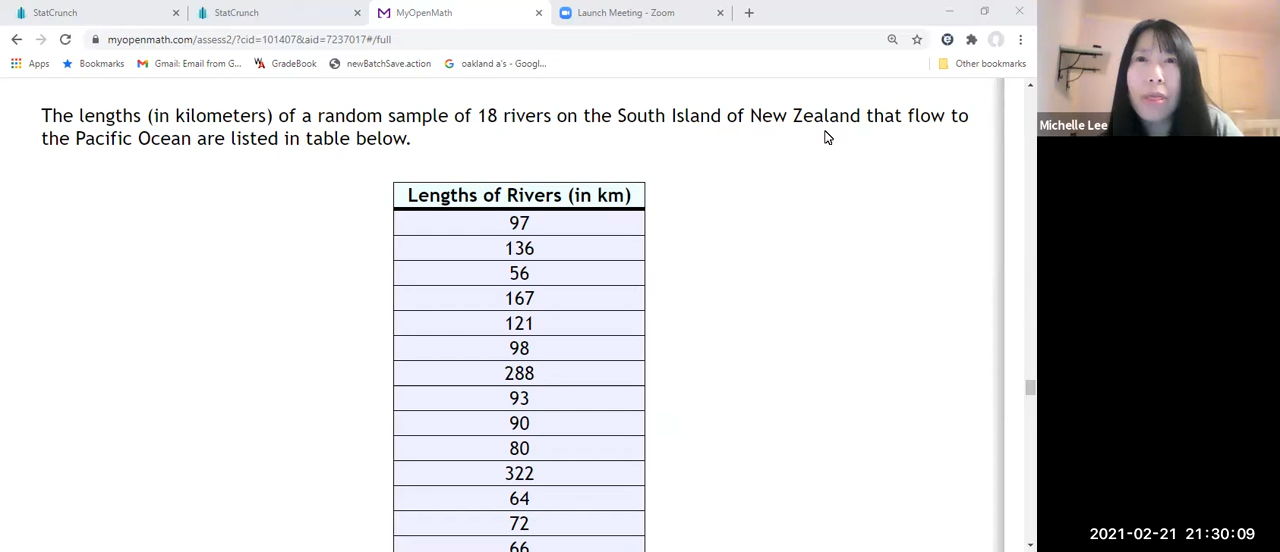 StatCrunch
StatCrunch
MyOpenMath
Launch Meeting - Zoom
myopenmath.com/assess2/?cid=101407&aid=7237017#/full
Apps
Bookmarks
Gmail: Email from G...
GradeBook
newBatchSave.action
oakland a's - Googl...
Other bookmarks
The lengths (in kilometers) of a random sample of 18 rivers on the South Island of New Zealand that flow to
the Pacific Ocean are listed in table below.
Lengths of Rivers (in km)
97
136
56
167
121
98
288
93
90
80
322
64
72
66
Michelle Lee
2021-02-21 21:30:09